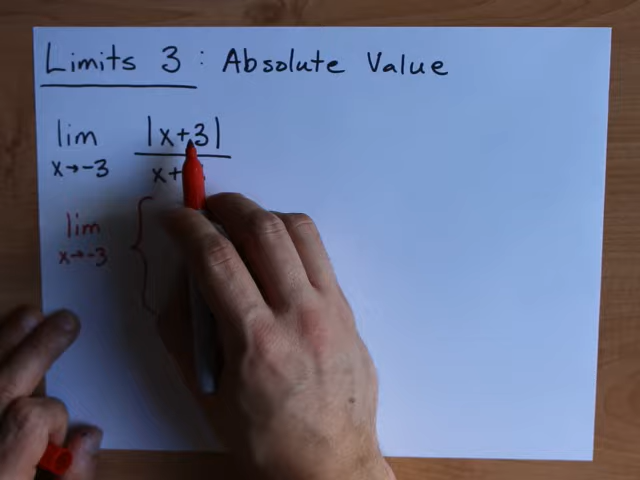 Limits 3 : Absolute Value
lim |x+3|
x→-3 x+
lim {
x→-3